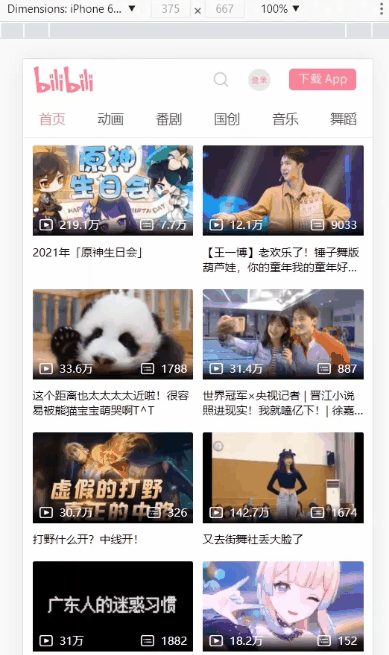 Dimensions: iPhone 6... ▼ 375 × 667 100% ▼
bilibili 登录 下载 App
首页 动画 番剧 国创 音乐 舞蹈
原神
生日会
HAPPY BIRTHDAY
219.1万 7.7万
12.1万 9033
2021年「原神生日会」
【王一博】老欢乐了！锤子舞版
葫芦娃，你的童年我的童年好...
33.6万 1788
31.4万 887
这个距离也太太太太近啦！很容
易被熊猫宝宝萌哭啊T^T
世界冠军×央视记者 | 晋江小说
照进现实！我就嗑亿下！| 徐嘉...
虚假的打野
30.7万 326
142.7万 1674
打野什么开？中线开！
又去街舞社丢大脸了
广东人的迷惑习惯
31万 1882
18.2万 152